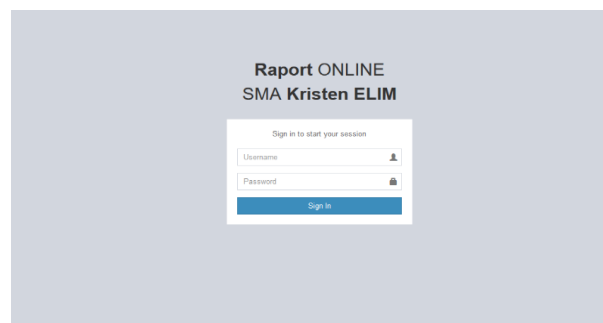 Raport ONLINE
SMA Kristen ELIM
Sign in to start your session
Username
Password
Sign In